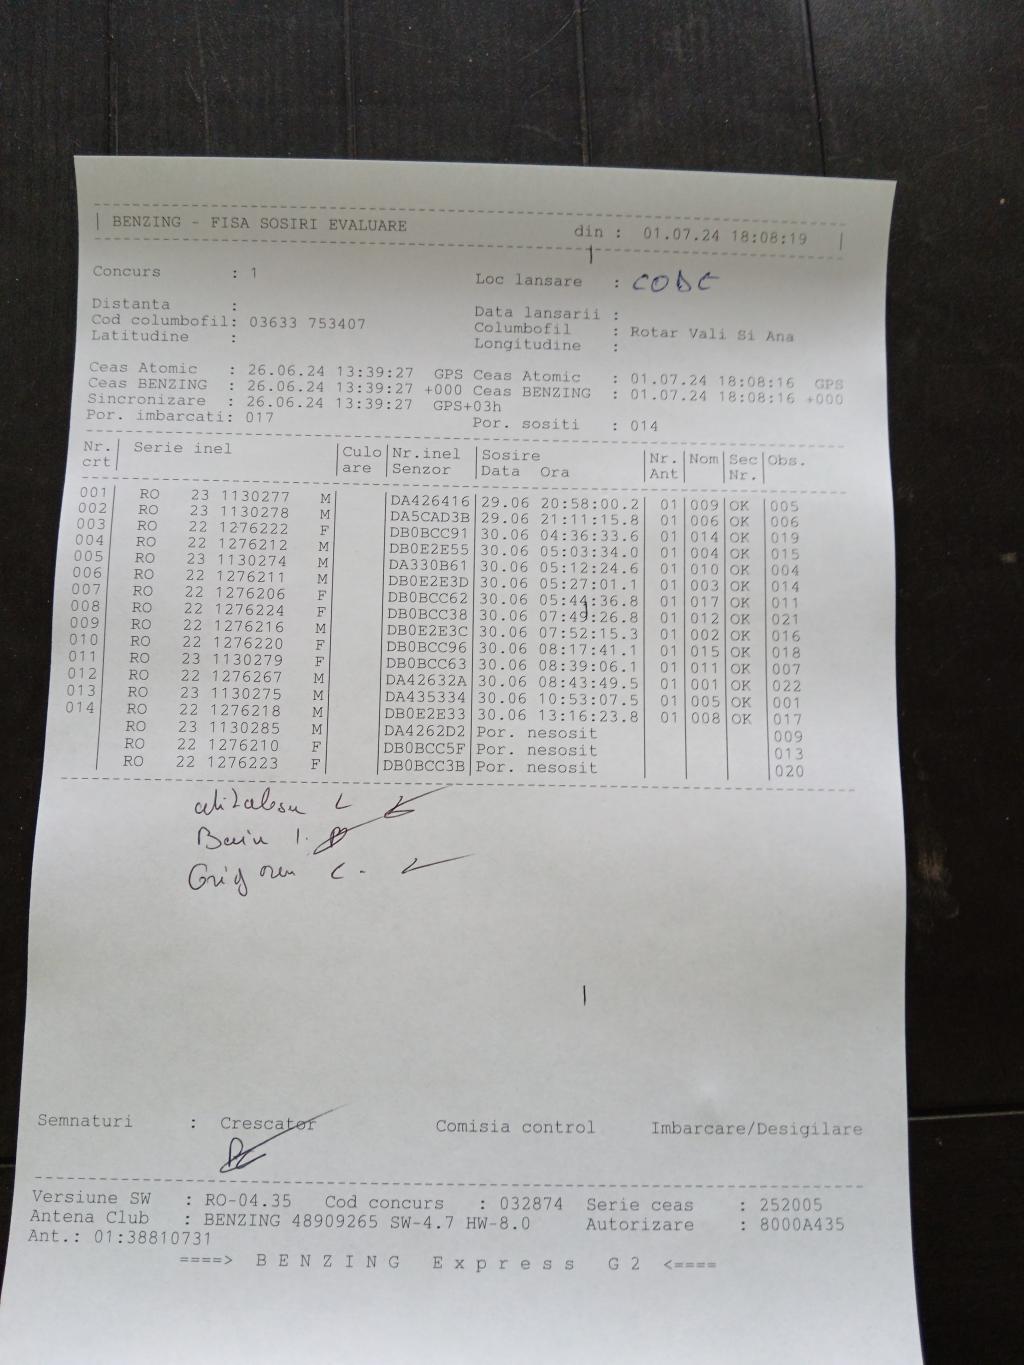 | BENZING - FISA SOSIRI EVALUARE din : 01.07.24 18:08:19 |
Concurs : 1 Loc lansare :
Distanta : Data lansarii :
Cod columbofil: 03633 753407 Columbofil : Rotar Vali Si Ana
Latitudine : Longitudine :
Ceas Atomic : 26.06.24 13:39:27 GPS Ceas Atomic : 01.07.24 18:08:16 GPS
Ceas BENZING : 26.06.24 13:39:27 +000 Ceas BENZING : 01.07.24 18:08:16 +000
Sincronizare : 26.06.24 13:39:27 GPS+03h
Por. imbarcati: 017 Por. sositi : 014
Nr. | Serie inel |Culo |Nr.inel |Sosire |Nr. |Nom|Sec|Obs.
crt| |are |Senzor |Data Ora |Ant| |Nr.|
001| RO 23 1130277 M| |DA426416|29.06 20:58:00.2| 01 |009|OK |005
002| RO 23 1130278 M| |DA5CAD3B|29.06 21:11:15.8| 01 |006|OK |006
003| RO 22 1276222 F| |DB0BCC91|30.06 04:36:33.6| 01 |014|OK |019
004| RO 22 1276212 M| |DB0E2E55|30.06 05:03:34.0| 01 |004|OK |015
005| RO 23 1130274 M| |DA330B61|30.06 05:12:24.6| 01 |010|OK |004
006| RO 22 1276211 M| |DB0E2E3D|30.06 05:27:01.1| 01 |003|OK |014
007| RO 22 1276206 F| |DB0BCC62|30.06 05:44:36.8| 01 |017|OK |011
008| RO 22 1276224 F| |DB0BCC38|30.06 07:49:26.8| 01 |012|OK |021
009| RO 22 1276216 M| |DB0E2E3C|30.06 07:52:15.3| 01 |002|OK |016
010| RO 22 1276220 F| |DB0BCC96|30.06 08:17:41.1| 01 |015|OK |018
011| RO 23 1130279 F| |DB0BCC63|30.06 08:39:06.1| 01 |011|OK |007
012| RO 22 1276267 M| |DA42632A|30.06 08:43:49.5| 01 |001|OK |022
013| RO 23 1130275 M| |DA435334|30.06 10:53:07.5| 01 |005|OK |001
014| RO 22 1276218 M| |DB0E2E33|30.06 13:16:23.8| 01 |008|OK |017
RO 23 1130285 M| |DA4262D2|Por. nesosit | | | |009
RO 22 1276210 F| |DB0BCC5F|Por. nesosit | | | |013
RO 22 1276223 F| |DB0BCC3B|Por. nesosit | | | |020
Semnaturi : Crescator Comisia control Imbarcare/Desigilare
Versiune SW : RO-04.35 Cod concurs : 032874 Serie ceas : 252005
Antena Club : BENZING 48909265 SW-4.7 HW-8.0 Autorizare : 8000A435
Ant.: 01:38810731
====> B E N Z I N G E x p r e s s G 2 <====